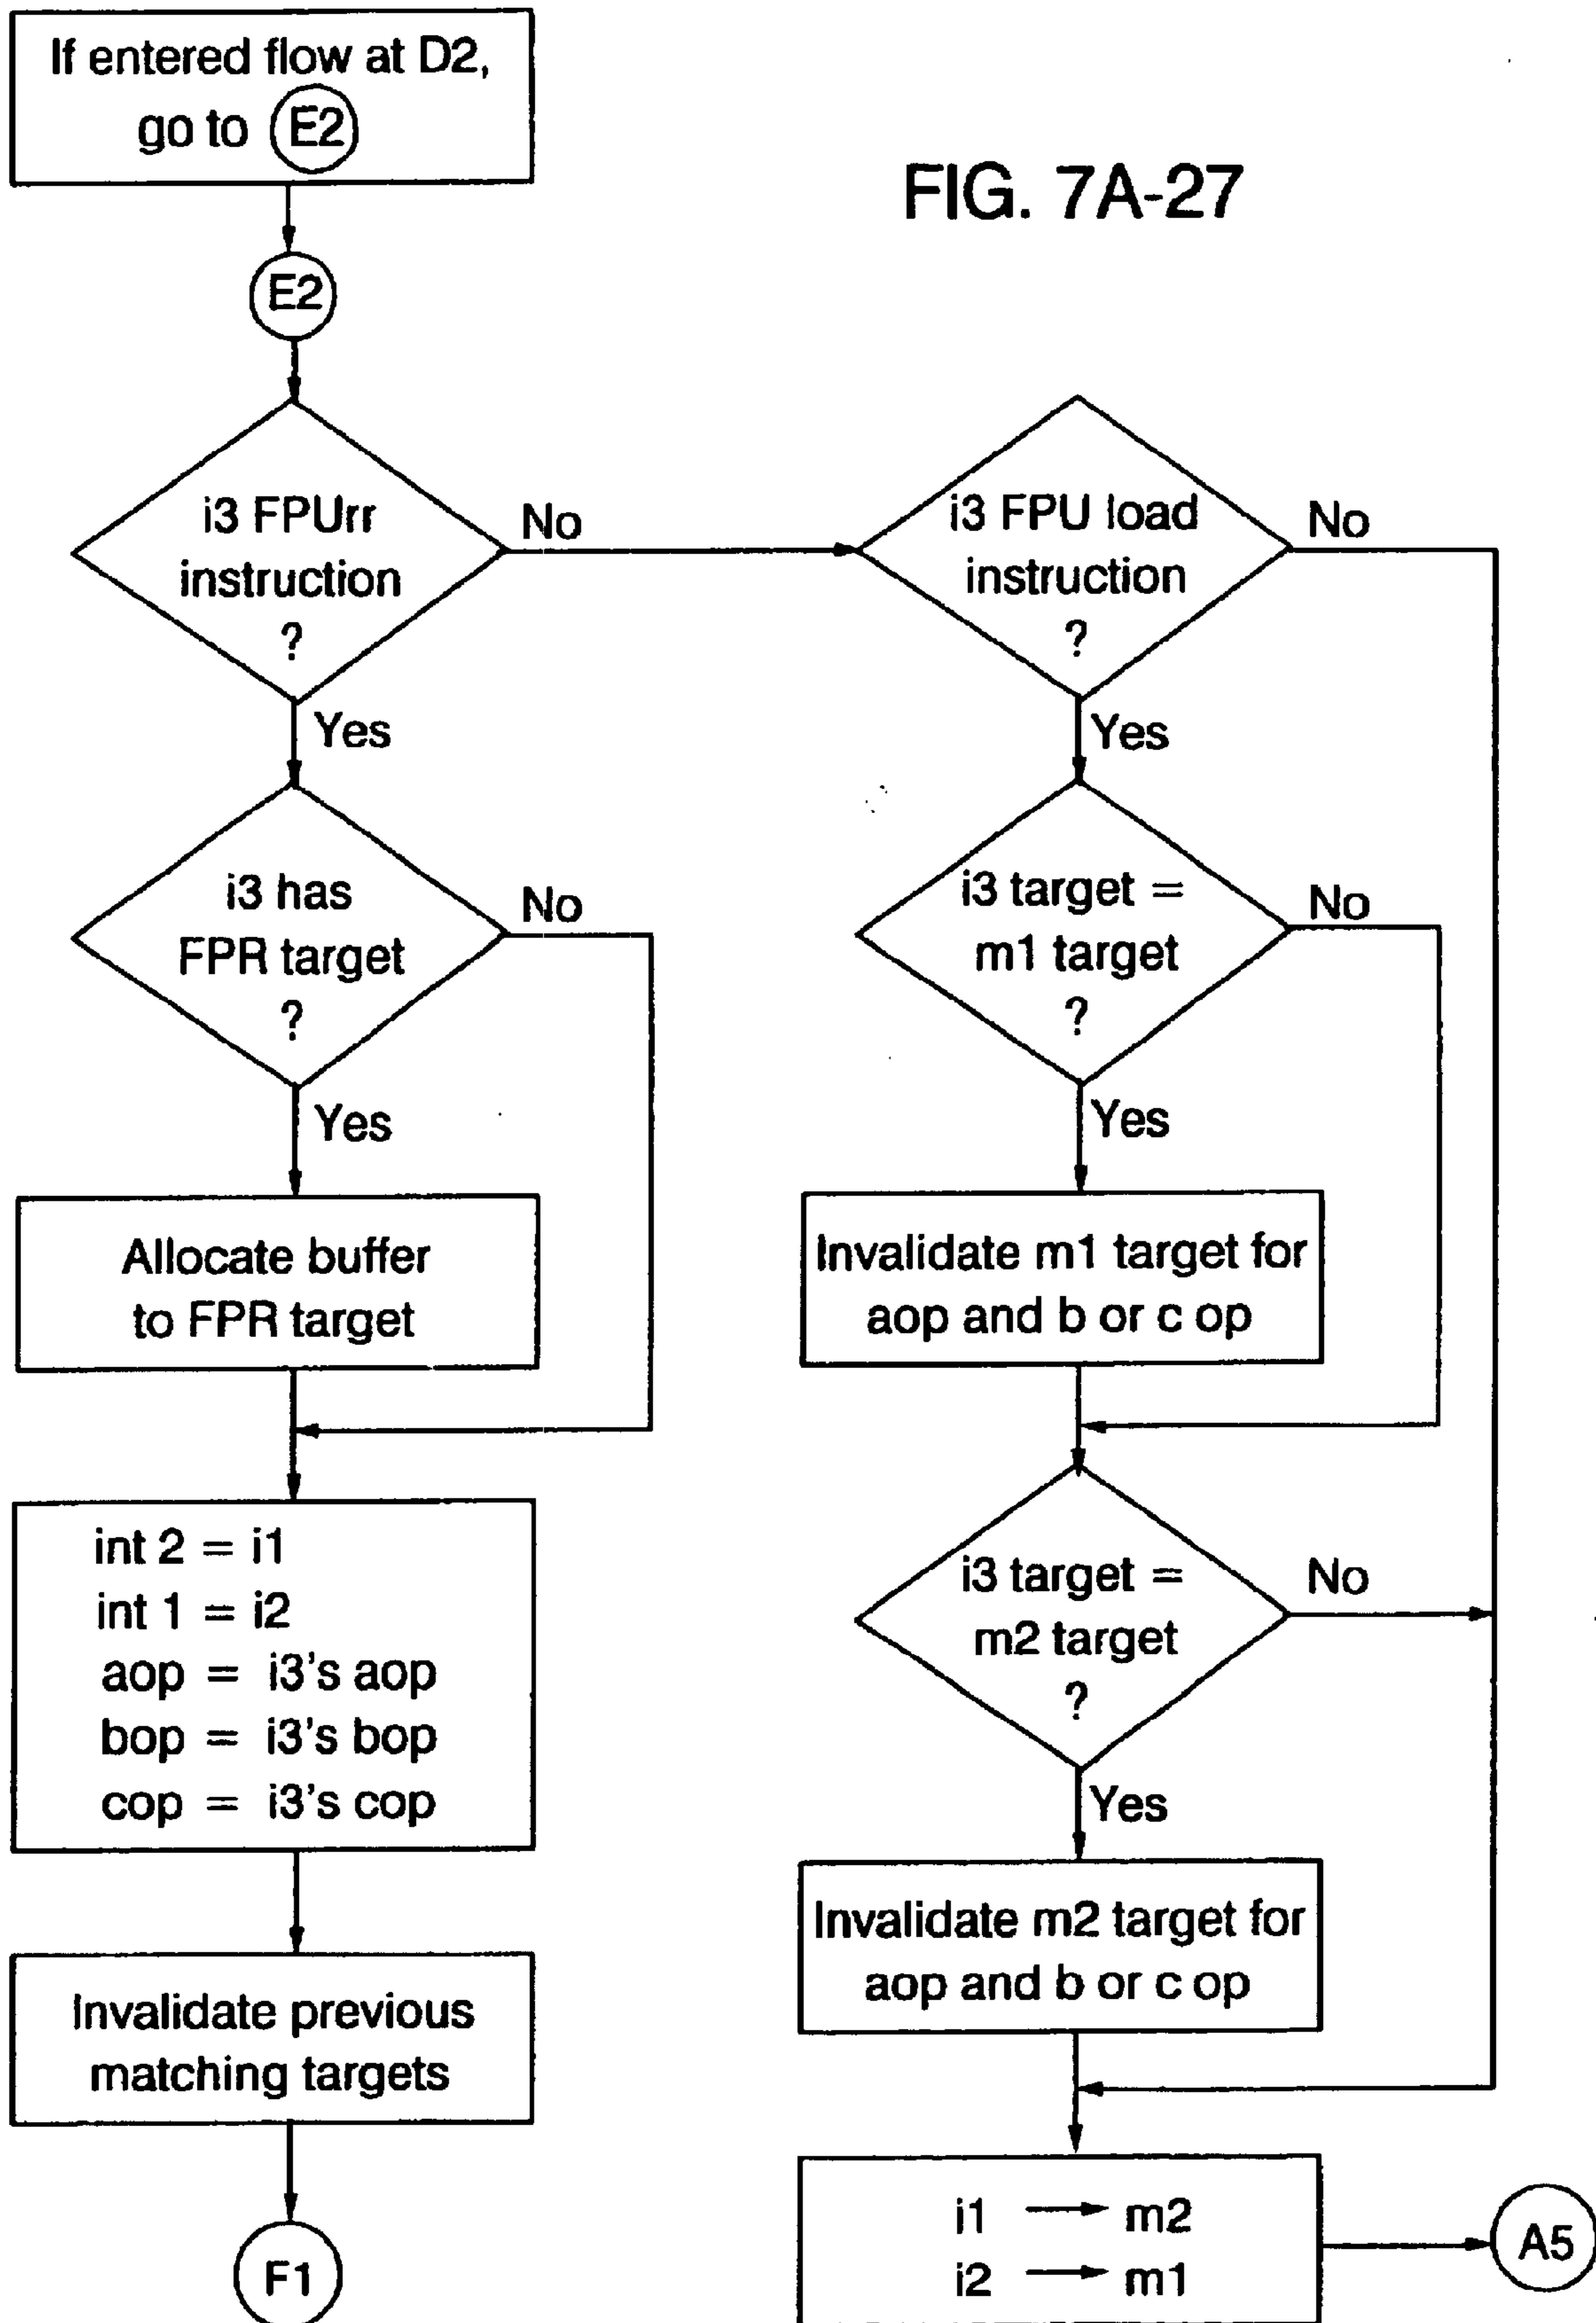 If entered flow at D2,
go to E2
FIG. 7A-27
E2
i3 FPUrr
instruction
?
No
Yes
i3 has
FPR target
?
No
Yes
Allocate buffer
to FPR target
int 2 = i1
int 1 = i2
aop = i3's aop
bop = i3's bop
cop = i3's cop
Invalidate previous
matching targets
F1
i3 FPU load
instruction
?
No
Yes
i3 target =
m1 target
?
No
Yes
Invalidate m1 target for
aop and b or c op
i3 target =
m2 target
?
No
Yes
Invalidate m2 target for
aop and b or c op
i1 → m2
i2 → m1
A5